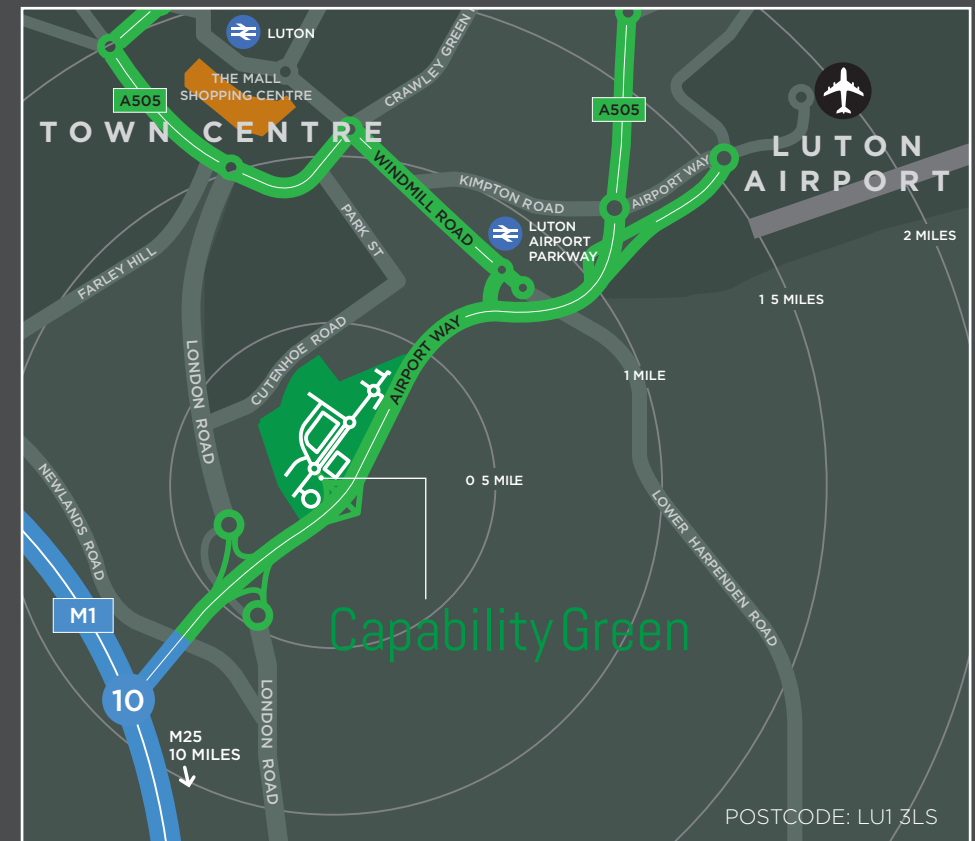 LUTON
CRAWLEY GREEN
THE MALL
SHOPPING CENTRE
A505
A505
TOWN CENTRE
LUTON
AIRPORT
WINDMILL ROAD
KIMPTON ROAD
AIRPORT WAY
PARK ST
LUTON
AIRPORT
PARKWAY
2 MILES
FARLEY HILL
1 5 MILES
CUTENHOE ROAD
AIRPORT WAY
LONDON ROAD
1 MILE
0 5 MILE
NEWLANDS ROAD
LOWER HARPENDEN ROAD
M1
Capability Green
10
LONDON ROAD
M25
10 MILES
POSTCODE: LU1 3LS